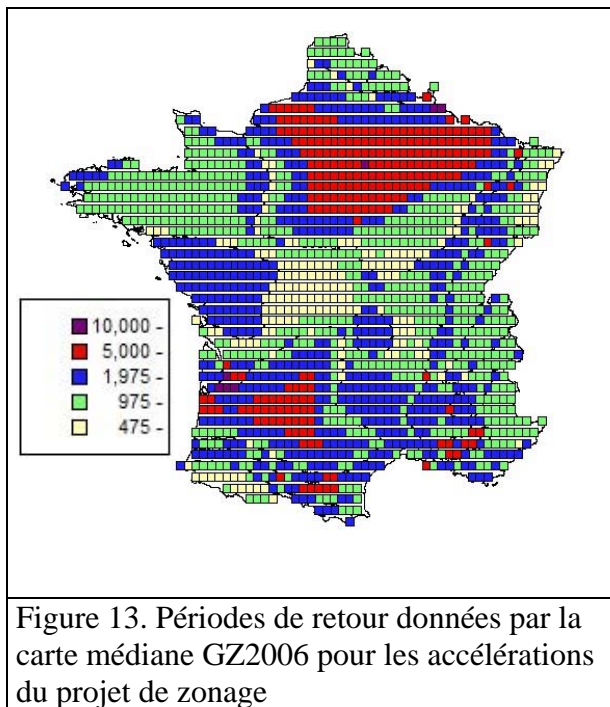 10,000 -
5,000 -
1,975 -
975 -
475 -
Figure 13. Périodes de retour données par la
carte médiane GZ2006 pour les accélérations
du projet de zonage